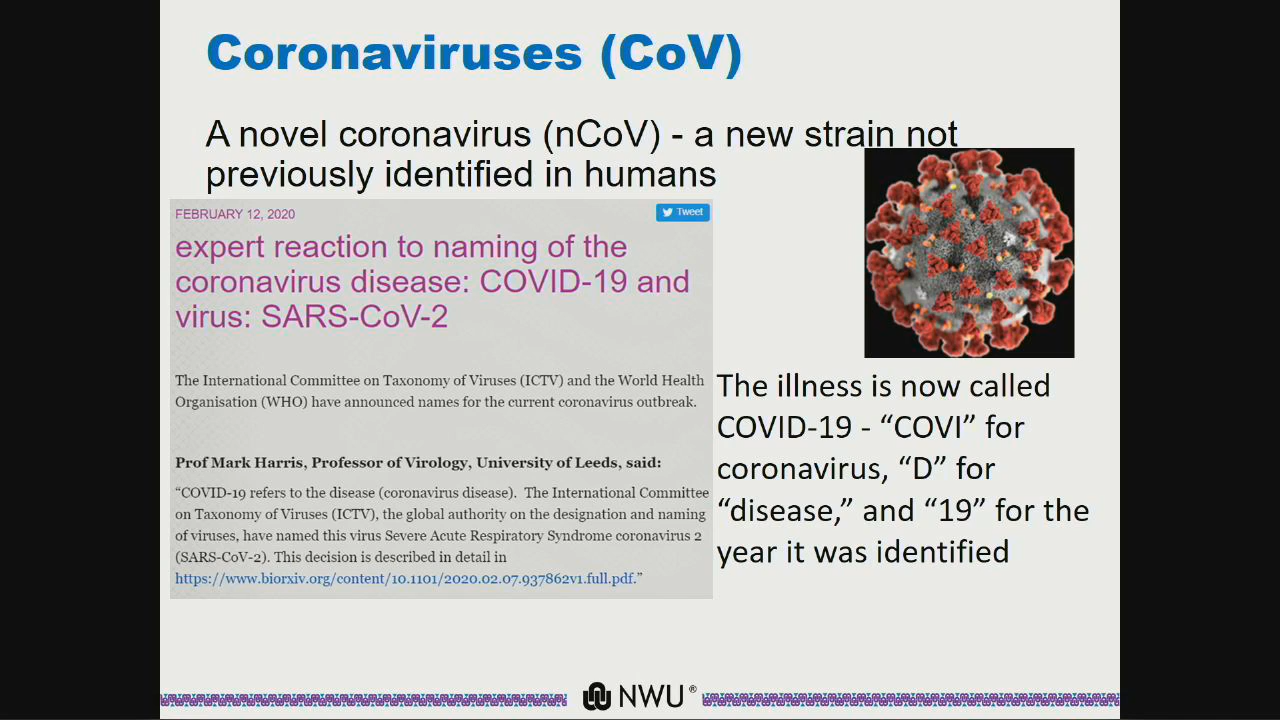 Coronaviruses (CoV)
A novel coronavirus (nCoV) - a new strain not
previously identified in humans
FEBRUARY 12, 2020
Tweet
expert reaction to naming of the
coronavirus disease: COVID-19 and
virus: SARS-CoV-2
The International Committee on Taxonomy of Viruses (ICTV) and the World Health
Organisation (WHO) have announced names for the current coronavirus outbreak.
Prof Mark Harris, Professor of Virology, University of Leeds, said:
“COVID-19 refers to the disease (coronavirus disease).  The International Committee
on Taxonomy of Viruses (ICTV), the global authority on the designation and naming
of viruses, have named this virus Severe Acute Respiratory Syndrome coronavirus 2
(SARS-CoV-2). This decision is described in detail in
https://www.biorxiv.org/content/10.1101/2020.02.07.937862v1.full.pdf.”
The illness is now called
COVID-19 - “COVI” for
coronavirus, “D” for
“disease,” and “19” for the
year it was identified
NWU®